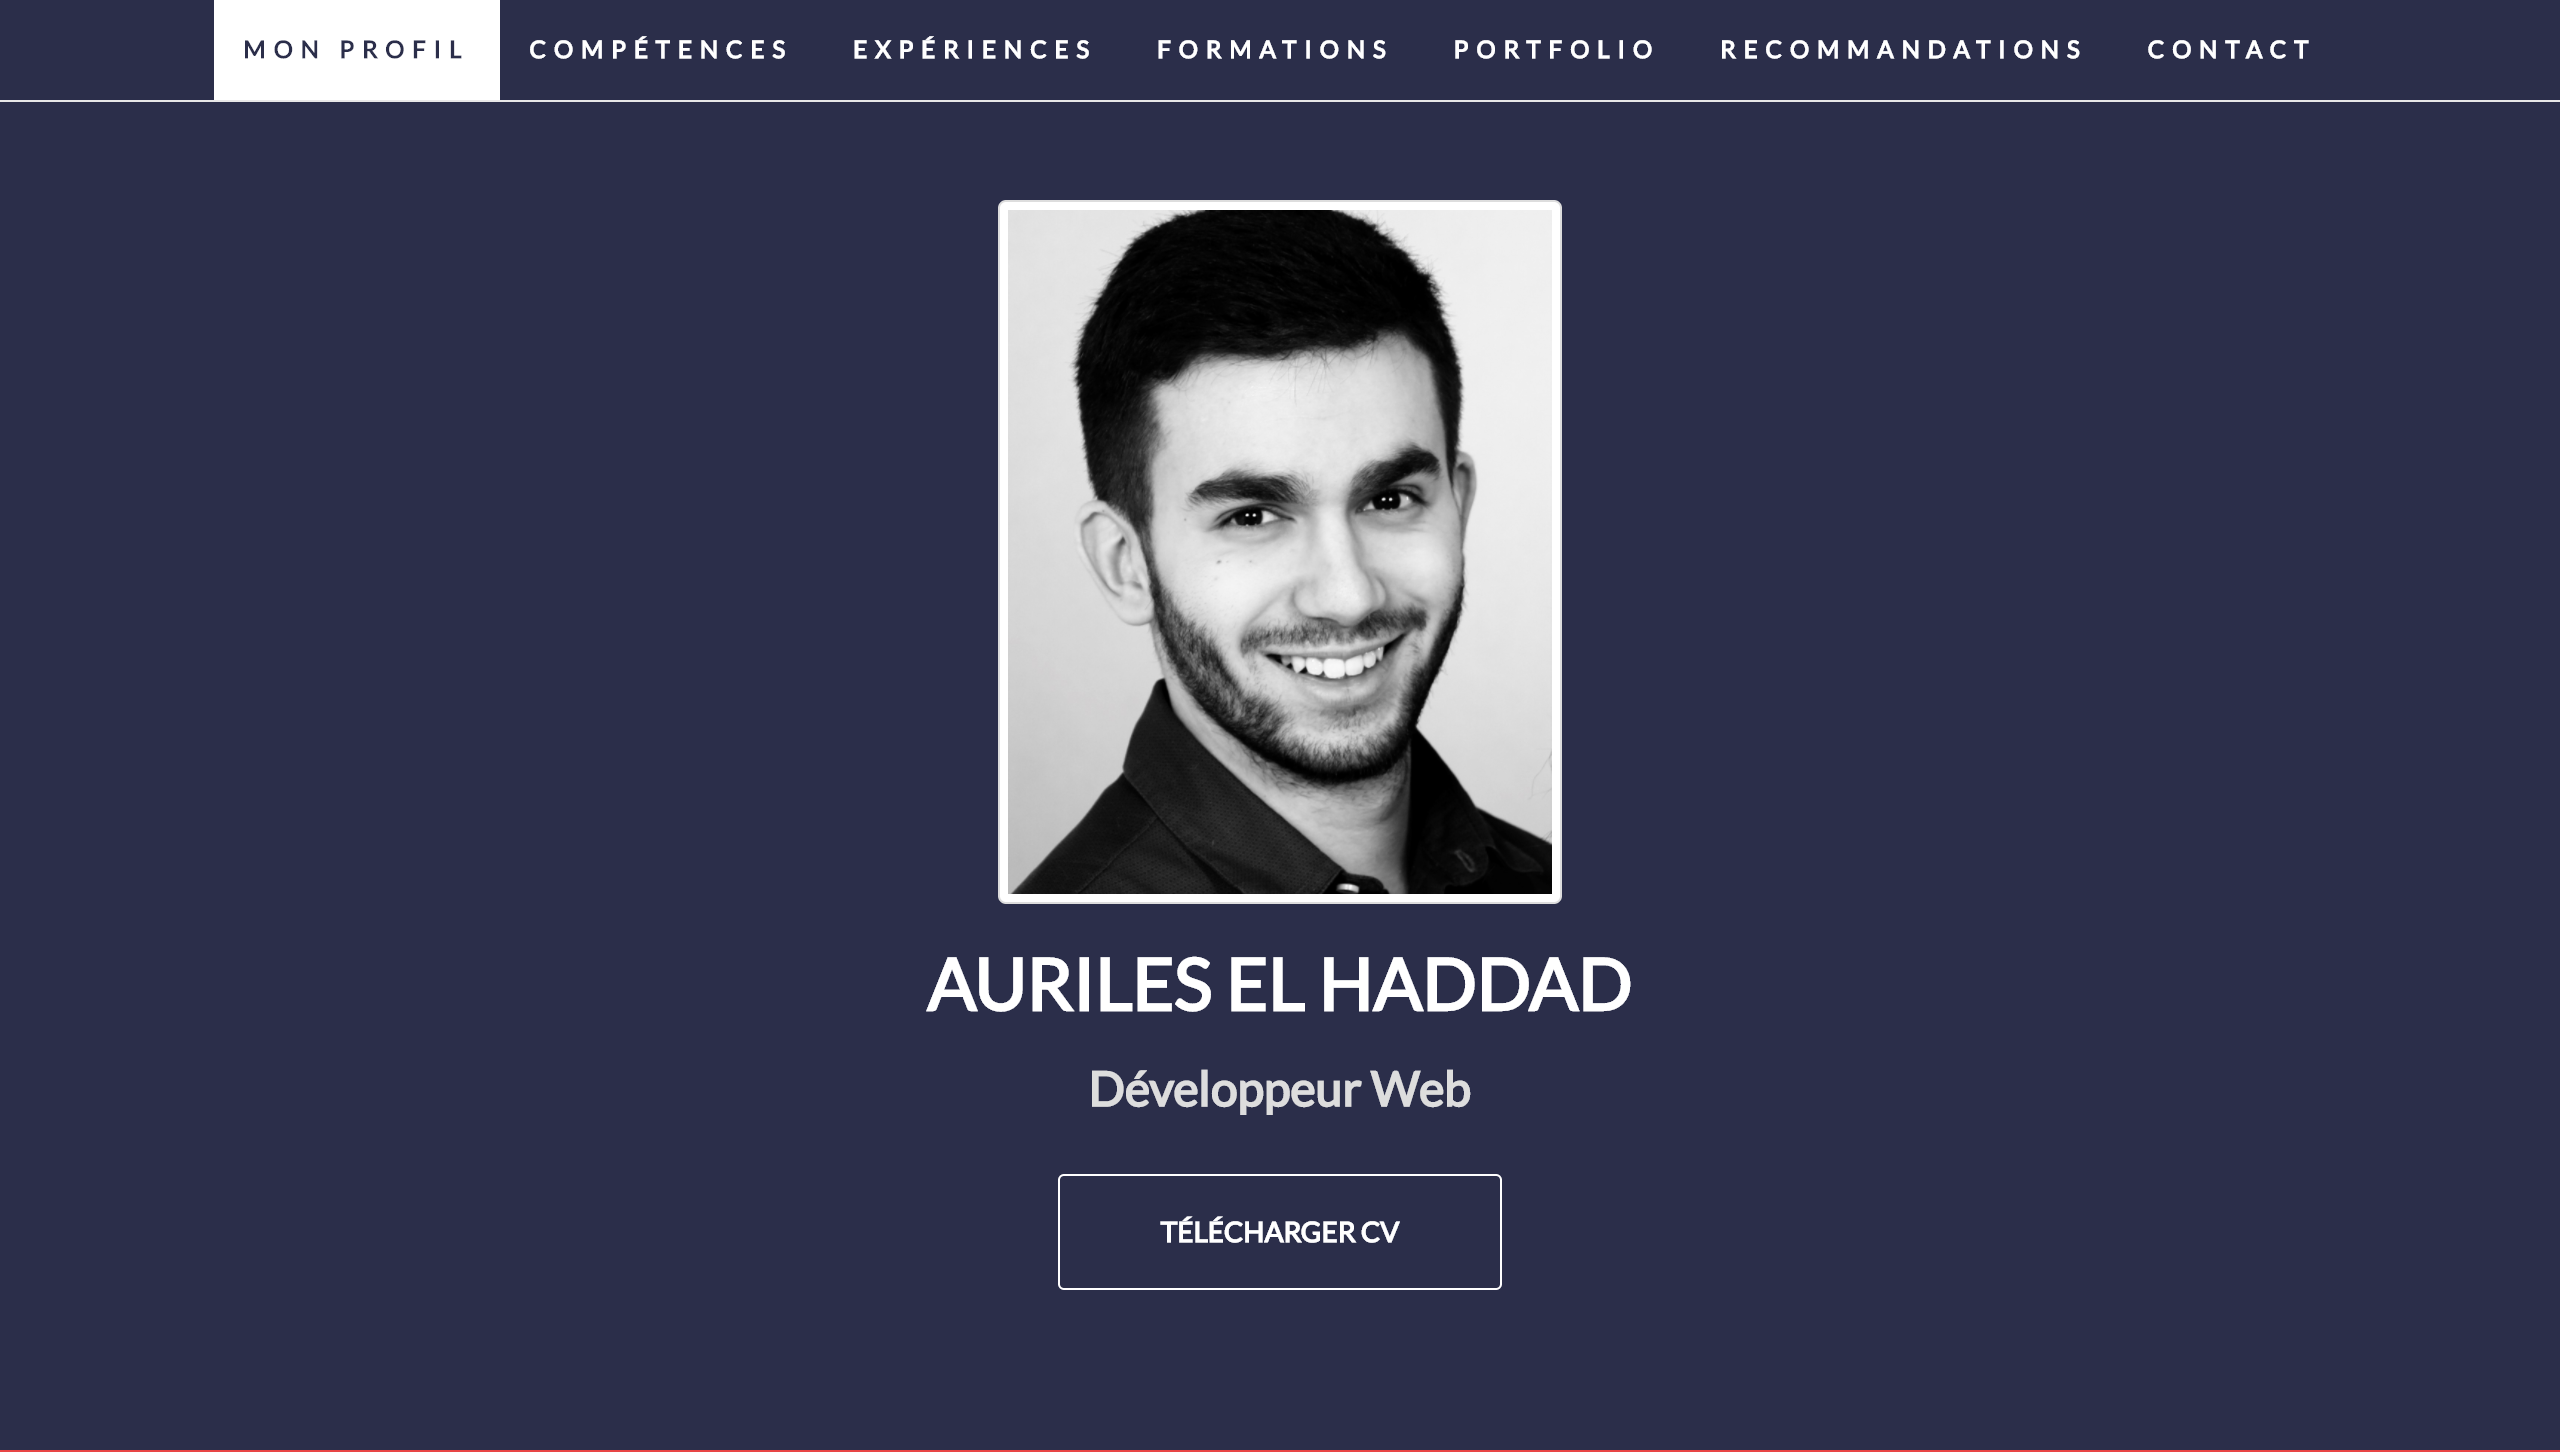 MON PROFIL COMPÉTENCES EXPÉRIENCES FORMATIONS PORTFOLIO RECOMMANDATIONS CONTACT
AURILES EL HADDAD
Développeur Web
TÉLÉCHARGER CV